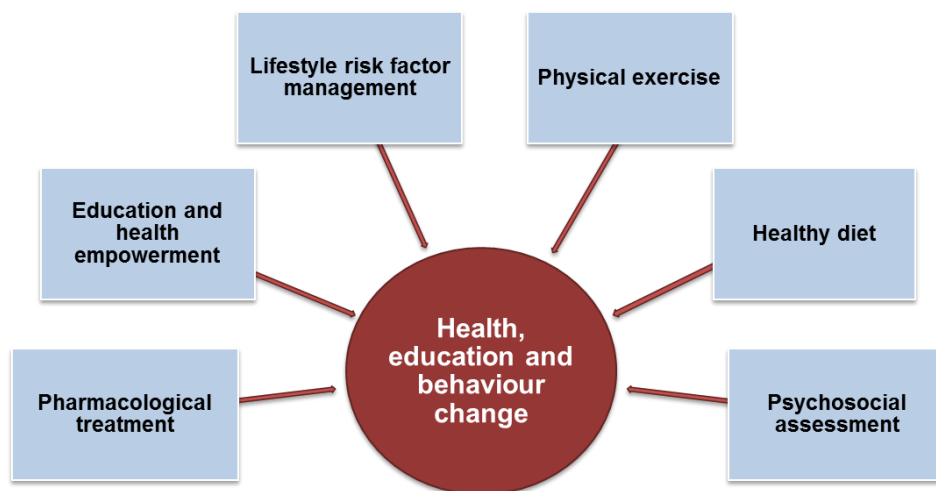 Lifestyle risk factor
management
Physical exercise
Education and
health
empowerment
Healthy diet
Health,
education and
behaviour
change
Pharmacological
treatment
Psychosocial
assessment